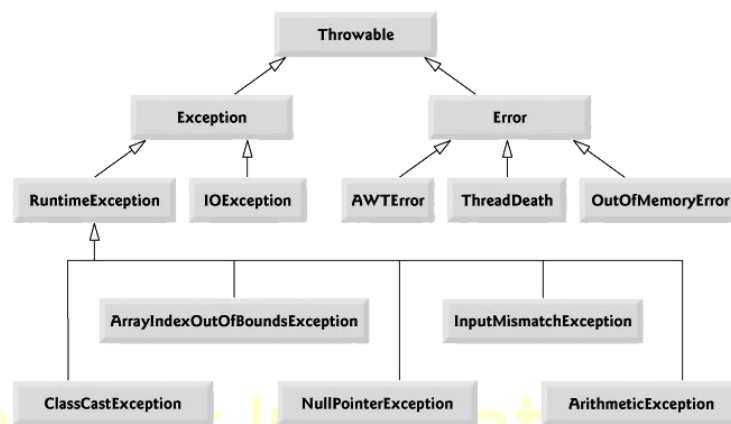 Throwable
Exception
Error
RuntimeException
IOException
AWTError
ThreadDeath
OutOfMemoryError
ArrayIndexOutOfBoundsException
InputMismatchException
ClassCastException
NullPointerException
ArithmeticException